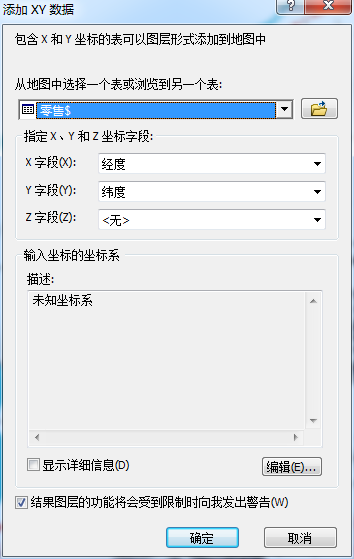 添加 XY 数据
包含 X 和 Y 坐标的表可以图层形式添加到地图中
从地图中选择一个表或浏览到另一个表:
零售$
指定 X、Y 和 Z 坐标字段:
X 字段(X): 经度
Y 字段(Y): 纬度
Z 字段(Z): <无>
输入坐标的坐标系
描述:
未知坐标系
显示详细信息(D) 编辑(E)...
结果图层的功能将会受到限制时向我发出警告(W)
确定 取消